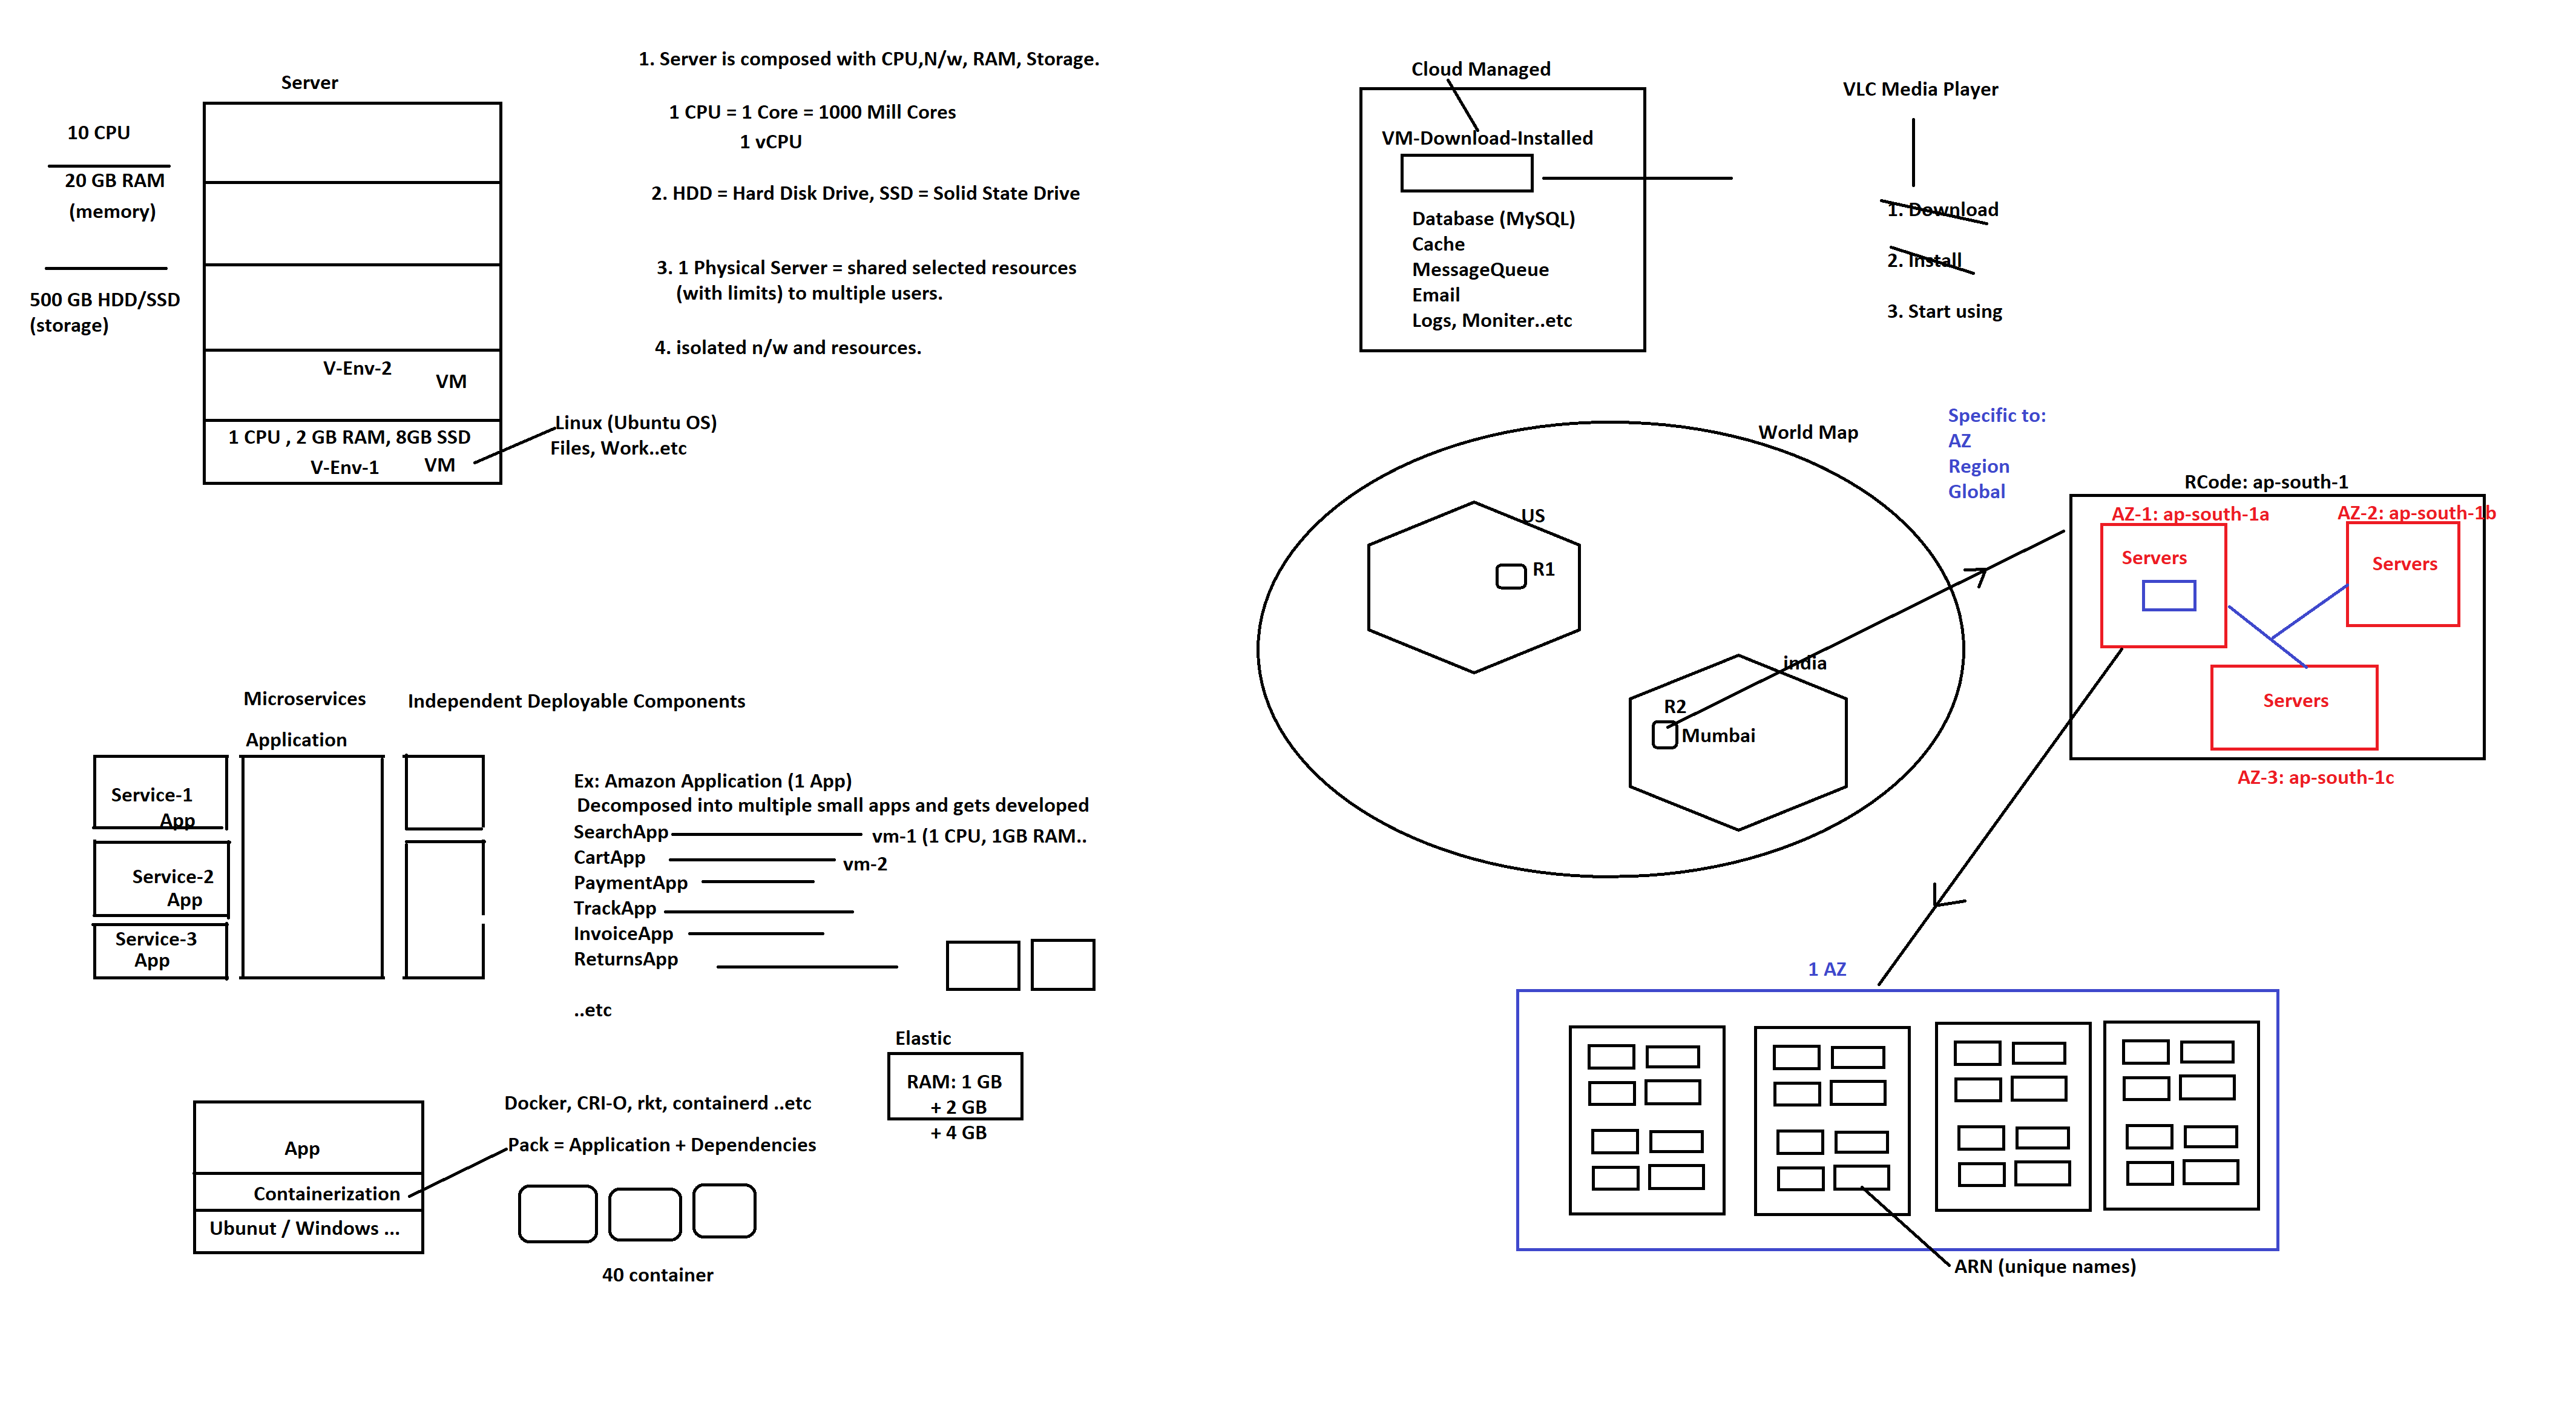 Server
10 CPU
20 GB RAM
(memory)
500 GB HDD/SSD
(storage)
V-Env-2
VM
1 CPU , 2 GB RAM, 8GB SSD
V-Env-1
VM
Linux (Ubuntu OS)
Files, Work..etc
1. Server is composed with CPU,N/w, RAM, Storage.
1 CPU = 1 Core = 1000 Mill Cores
1 vCPU
2. HDD = Hard Disk Drive, SSD = Solid State Drive
3. 1 Physical Server = shared selected resources
(with limits) to multiple users.
4. isolated n/w and resources.
Cloud Managed
VM-Download-Installed
Database (MySQL)
Cache
MessageQueue
Email
Logs, Moniter..etc
VLC Media Player
1. Download
2. Install
3. Start using
World Map
US
R1
india
R2
Mumbai
Specific to:
AZ
Region
Global
RCode: ap-south-1
AZ-1: ap-south-1a
AZ-2: ap-south-1b
Servers
Servers
Servers
AZ-3: ap-south-1c
Microservices
Independent Deployable Components
Application
Service-1
App
Service-2
App
Service-3
App
Ex: Amazon Application (1 App)
Decomposed into multiple small apps and gets developed
SearchApp
vm-1 (1 CPU, 1GB RAM..
CartApp
vm-2
PaymentApp
TrackApp
InvoiceApp
ReturnsApp
..etc
Elastic
RAM: 1 GB
+ 2 GB
+ 4 GB
App
Containerization
Ubunut / Windows ...
Docker, CRI-O, rkt, containerd ..etc
Pack = Application + Dependencies
40 container
1 AZ
ARN (unique names)